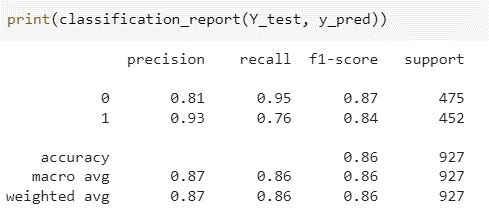 print(classification_report(Y_test, y_pred))
precision recall f1-score support
0 0.81 0.95 0.87 475
1 0.93 0.76 0.84 452
accuracy 0.86 927
macro avg 0.87 0.86 0.86 927
weighted avg 0.87 0.86 0.86 927